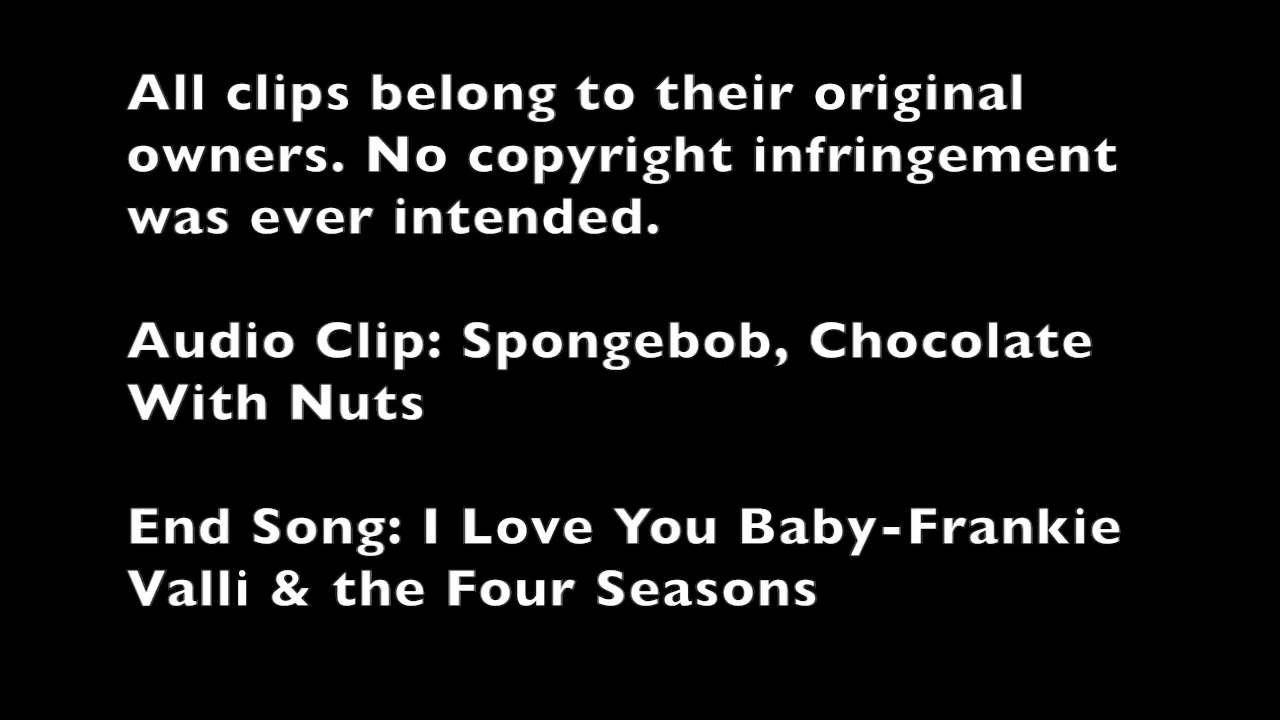 All clips belong to their original
owners. No copyright infringement
was ever intended.
Audio Clip: Spongebob, Chocolate
With Nuts
End Song: I Love You Baby-Frankie
Valli & the Four Seasons